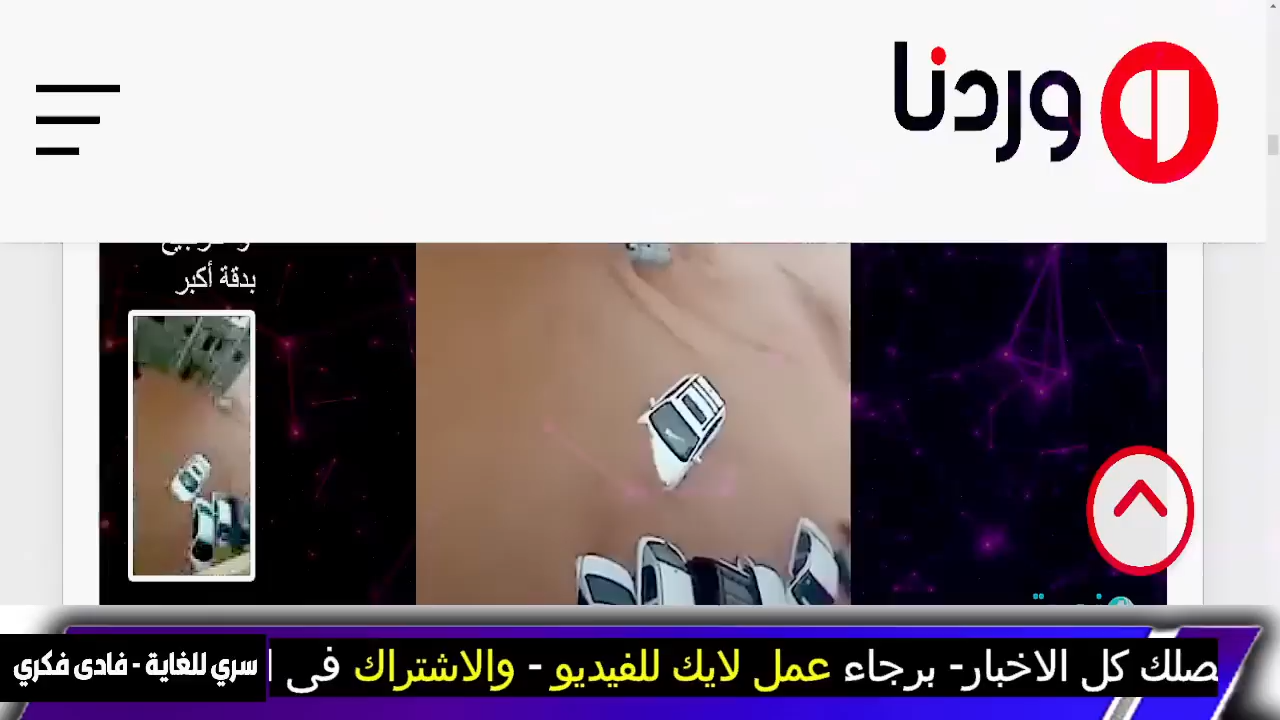 وردنا
بدقة أكبر
صلك كل الاخبار- برجاء عمل لايك للفيديو - والاشتراك فى ا
سري للغاية - فادى فكري